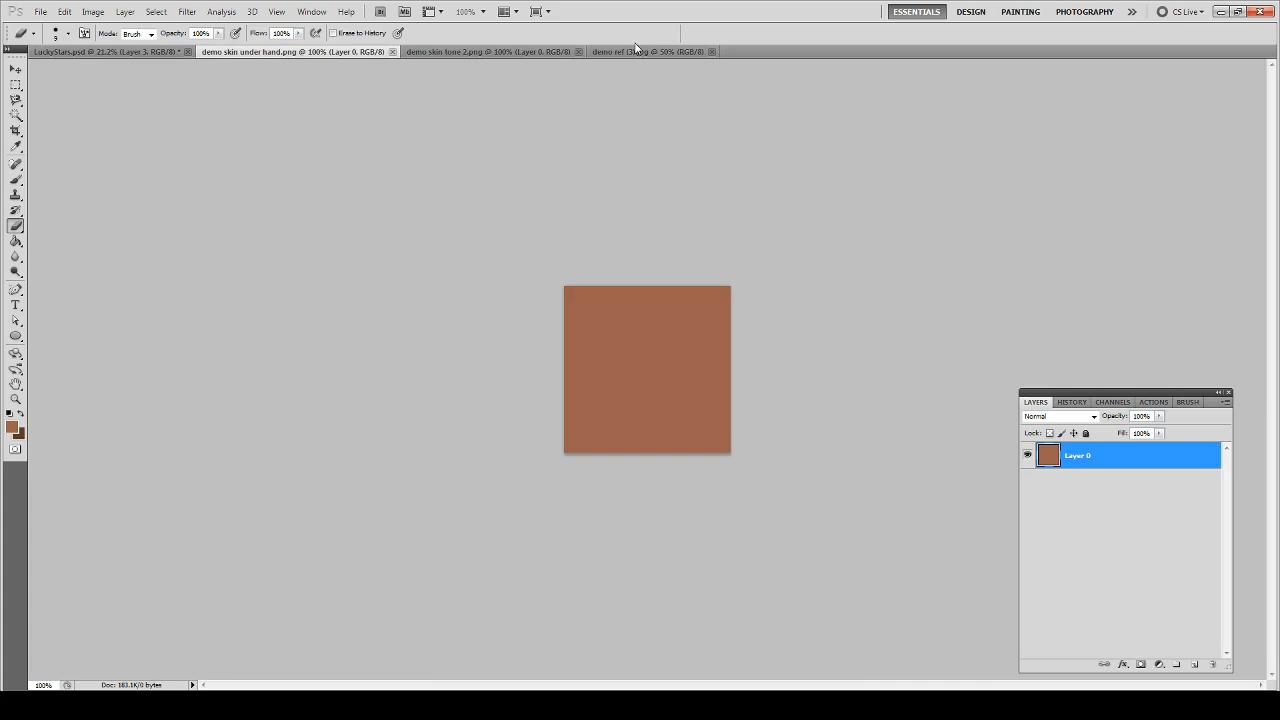 Ps File Edit Image Layer Select Analysis 3D View Window Help Br Mb 100% ESSENTIALS DESIGN PAINTING PHOTOGRAPHY CS Live
9 Mode: Brush Opacity: 100% Flow: 100% Erase to History
LuckyStars.psd @ 21.2% (Layer 3, RGB/8) * demo skin under hand.png @ 100% (Layer 0, RGB/8) demo skin tone 2.png @ 100% (Layer 0, RGB/8) demo ref @ 50% (RGB/8)
LAYERS HISTORY CHANNELS ACTIONS BRUSH
Normal Opacity: 100%
Lock: Fill: 100%
Layer 0
100% Doc: 183.1K/0 bytes